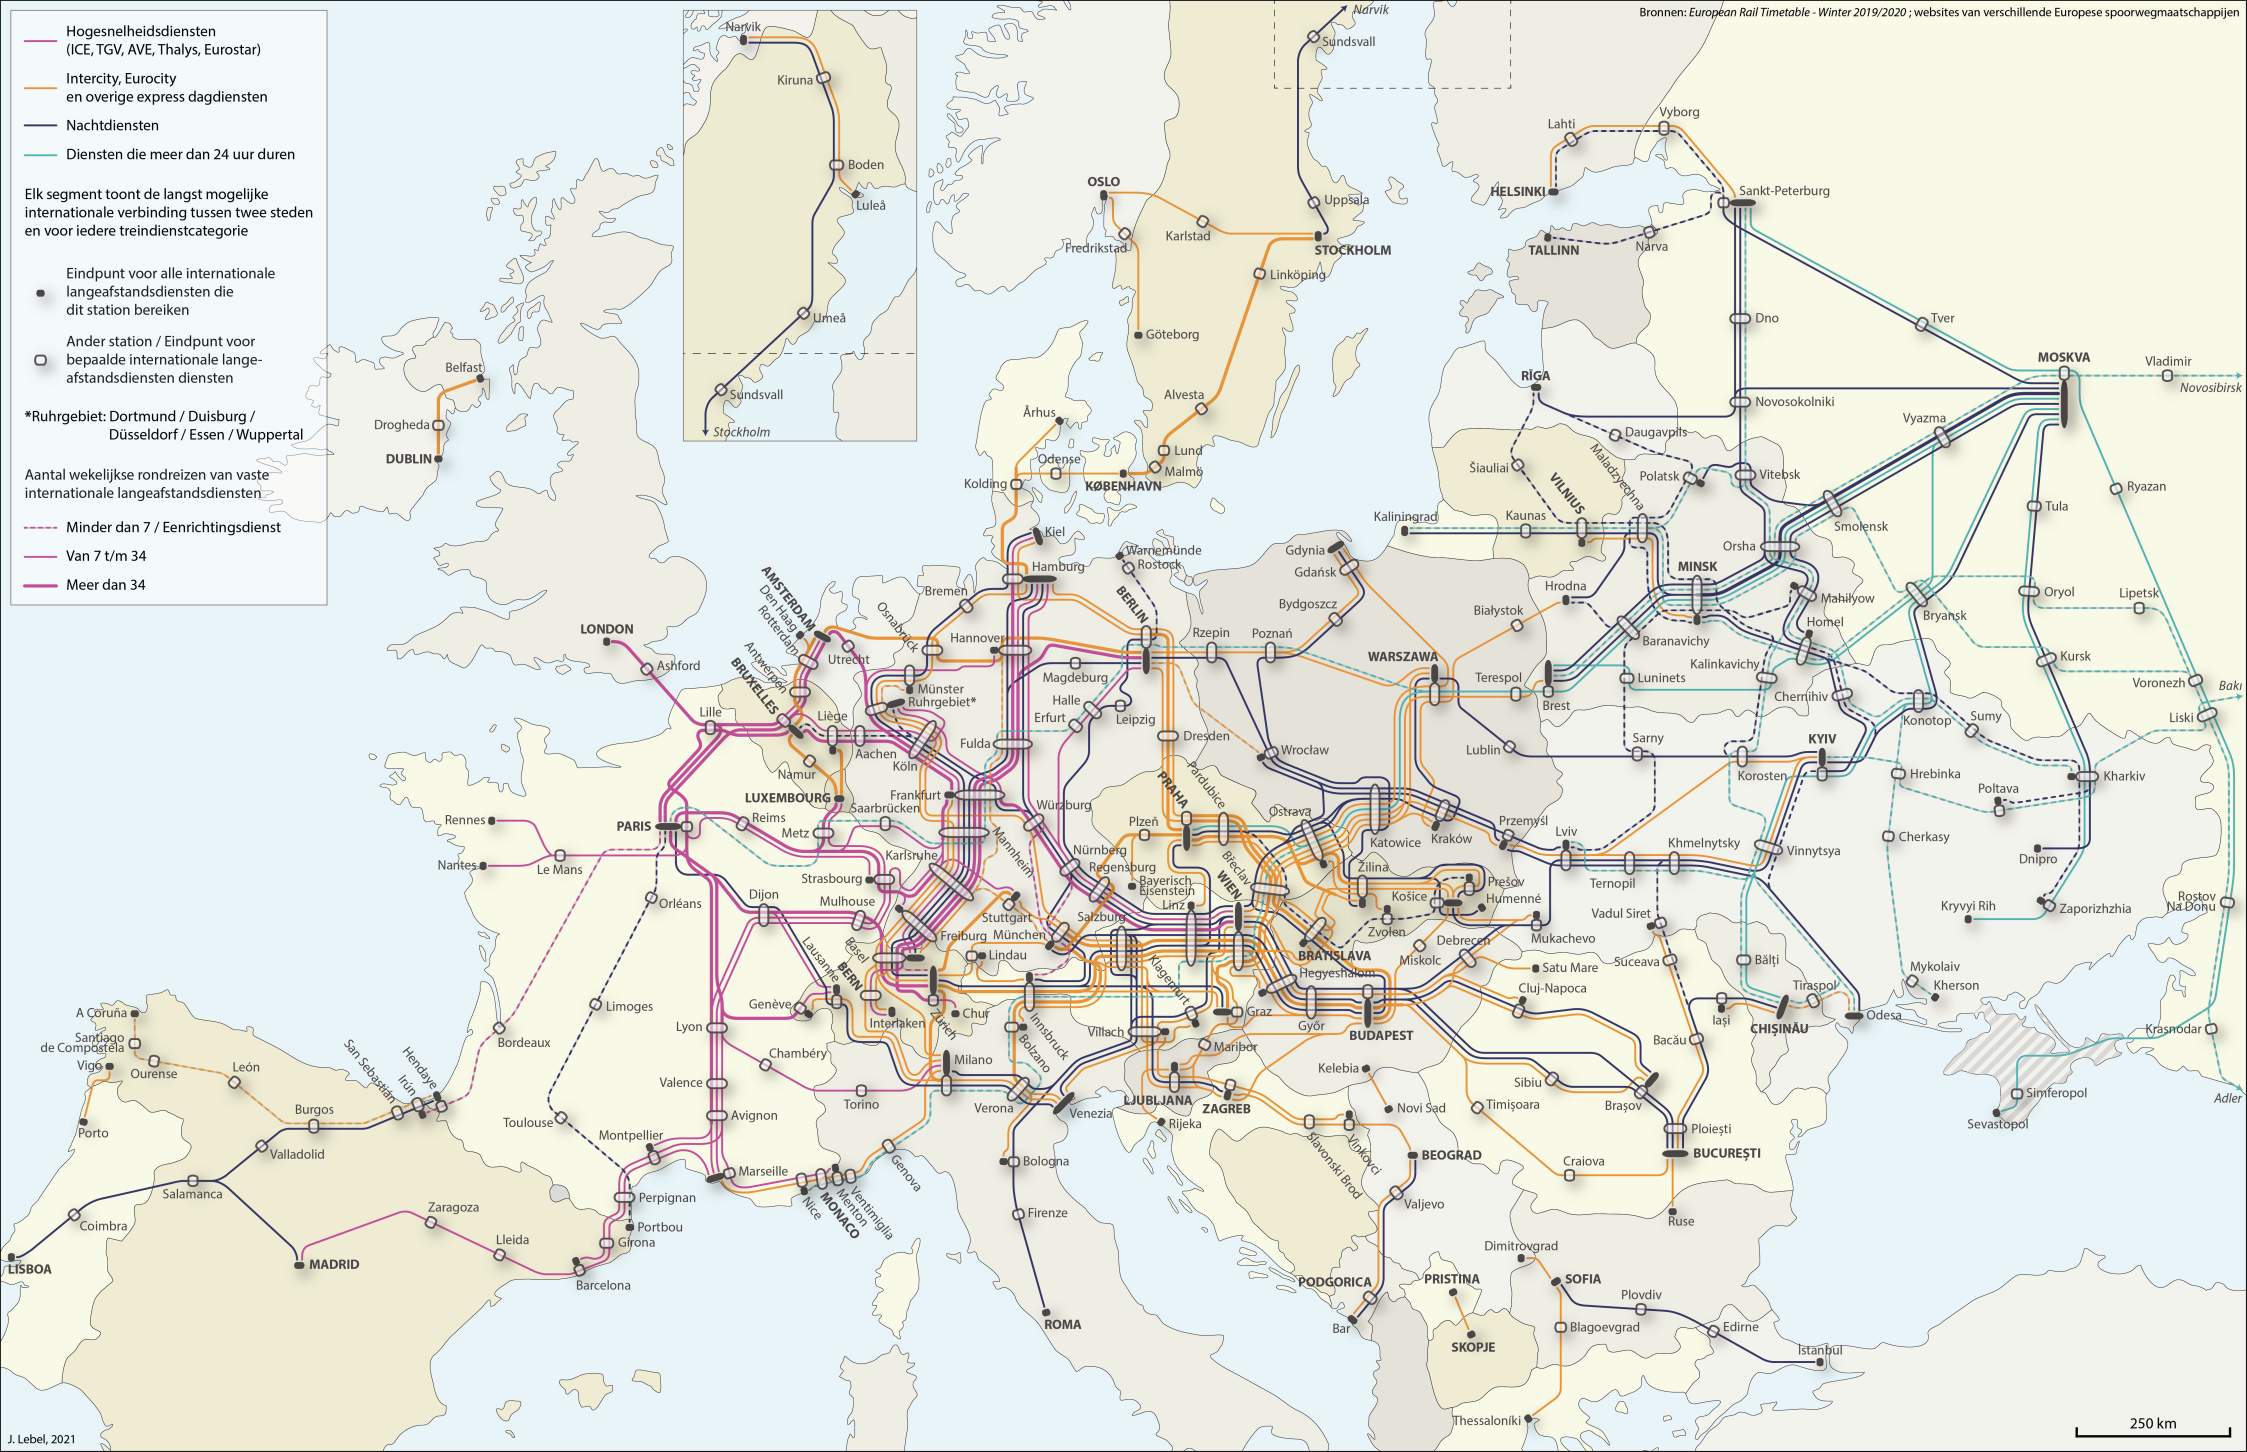 Hogesnelheidsdiensten
(ICE, TGV, AVE, Thalys, Eurostar)
Intercity, Eurocity
en overige express dagdiensten
Nachtdiensten
Diensten die meer dan 24 uur duren
Elk segment toont de langst mogelijke
internationale verbinding tussen twee steden
en voor iedere treindienstcategorie
Eindpunt voor alle internationale
langeafstandsdiensten die
dit station bereiken
Ander station / Eindpunt voor
bepaalde internationale lange-
afstandsdiensten diensten
*Ruhrgebiet: Dortmund / Duisburg /
Düsseldorf / Essen / Wuppertal
Aantal wekelijkse rondreizen van vaste
internationale langeafstandsdiensten
Minder dan 7 / Eenrichtingsdienst
Van 7 t/m 34
Meer dan 34
Bronnen: European Rail Timetable - Winter 2019/2020 ; websites van verschillende Europese spoorwegmaatschappijen
Narvik
Kiruna
Boden
Luleå
Umeå
Sundsvall
Stockholm
Narvik
Sundsvall
Uppsala
STOCKHOLM
OSLO
Karlstad
Fredrikstad
Linköping
Göteborg
Alvesta
Lund
Malmö
KØBENHAVN
Århus
Odense
Kolding
Lahti
Vyborg
HELSINKI
Sankt-Peterburg
TALLINN
Narva
Dno
Tver
MOSKVA
Vladimir
Novosibirsk
RĪGA
Novosokolniki
Vyazma
Daugavpils
Šiauliai
Maladzyechna
Polatsk
Vitebsk
Ryazan
Tula
Smolensk
VILNIUS
Kaunas
Kaliningrad
Orsha
MINSK
Hrodna
Mahilyow
Bryansk
Oryol
Lipetsk
Białystok
Baranavichy
Homel
Kalinkavichy
Kursk
Luninets
Chernihiv
Voronezh
Baki
Liski
Terespol
Brest
Konotop
Sumy
Sarny
KYIV
Korosten
Hrebinka
Kharkiv
Poltava
Cherkasy
Dnipro
Lviv
Khmelnytsky
Vinnytsya
Ternopil
Kryvyi Rih
Zaporizhzhia
Rostov
Na Donu
Vadul Siret
Mykolaiv
Kherson
Bălți
Tiraspol
Odesa
Iași
CHIȘINĂU
Suceava
Bacău
Krasnodar
Adler
Simferopol
Sevastopol
Belfast
Drogheda
DUBLIN
LONDON
Ashford
Kiel
Hamburg
Bremen
Warnemünde
Rostock
BERLIN
AMSTERDAM
Den Haag
Rotterdam
Antwerpen
BRUXELLES
Utrecht
Osnabrück
Hannover
Münster
Ruhrgebiet*
Magdeburg
Halle
Erfurt
Leipzig
Fulda
Lille
Liège
Aachen
Köln
Namur
LUXEMBOURG
Saarbrücken
Frankfurt
Würzburg
Mannheim
Dresden
Gdynia
Gdańsk
Bydgoszcz
Rzepin
Poznań
WARSZAWA
Lublin
Wrocław
PRAHA
Pardubice
Plzeň
Ostrava
Katowice
Kraków
Przemyśl
Břeclav
Žilina
Košice
Prešov
Humenné
Zvolen
Mukachevo
Nürnberg
Regensburg
Bayerisch
Eisenstein
WIEN
Linz
Salzburg
München
Stuttgart
Karlsruhe
Freiburg
Lindau
BRATISLAVA
Hegyeshalom
Győr
BUDAPEST
Debrecen
Miskolc
Satu Mare
Cluj-Napoca
Rennes
Nantes
Le Mans
PARIS
Reims
Metz
Strasbourg
Mulhouse
Dijon
Orléans
Basel
Lausanne
BERN
Genève
Interlaken
Zürich
Chur
Innsbruck
Bolzano
Klagenfurt
Villach
Graz
Maribor
LJUBLJANA
ZAGREB
Rijeka
Kelebia
Novi Sad
Slavonski Brod
Vinkovci
BEOGRAD
Valjevo
PODGORICA
Bar
PRISTINA
SKOPJE
Timișoara
Sibiu
Brașov
Ploiești
BUCUREȘTI
Craiova
Ruse
Dimitrovgrad
SOFIA
Plovdiv
Blagoevgrad
Edirne
İstanbul
Thessaloníki
Limoges
Bordeaux
Lyon
Chambéry
Valence
Torino
Milano
Verona
Venezia
Avignon
Montpellier
Marseille
Nice
MONACO
Menton
Ventimiglia
Genova
Bologna
Firenze
ROMA
Toulouse
Perpignan
Portbou
Girona
Barcelona
Lleida
Zaragoza
MADRID
A Coruña
Santiago
de Compostela
Vigo
Ourense
León
Burgos
San Sebastián
Irún
Hendaye
Porto
Valladolid
Salamanca
Coimbra
LISBOA
J. Lebel, 2021
250 km